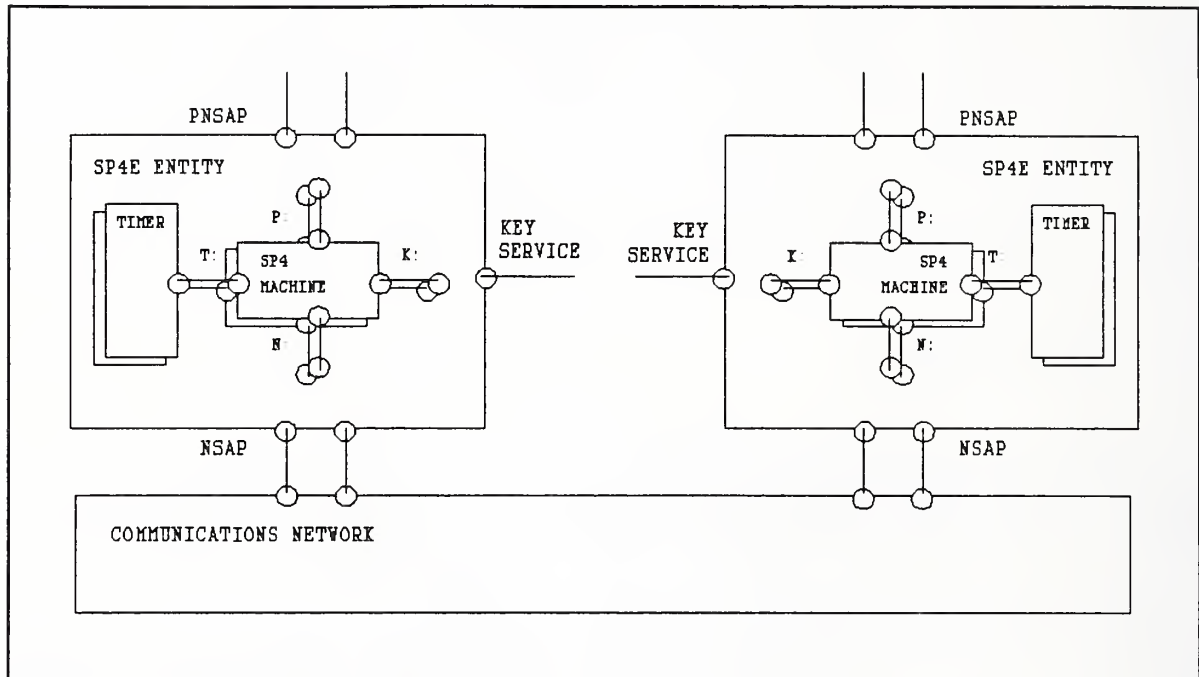 PNSAP
PNSAP
SP4E ENTITY
SP4E ENTITY
TIMER
TIMER
P:
P:
KEY
SERVICE
KEY
SERVICE
T:
SP4
MACHINE
K:
K:
SP4
MACHINE
T:
N:
N:
NSAP
NSAP
COMMUNICATIONS NETWORK